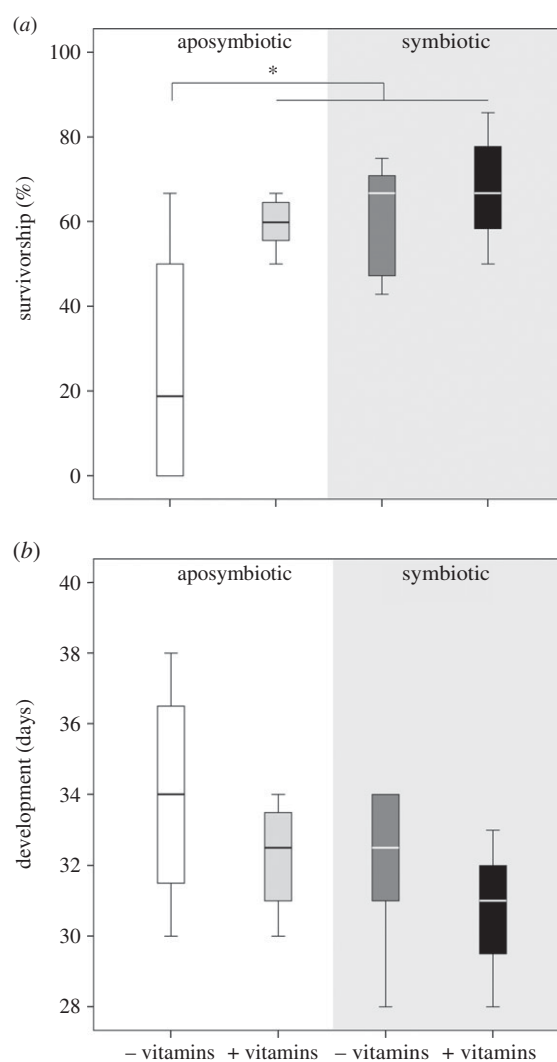 (a)
aposymbiotic symbiotic
*
100
80
60
40
20
0
survivorship (%)
(b)
aposymbiotic symbiotic
40
38
36
34
32
30
28
development (days)
– vitamins + vitamins – vitamins + vitamins